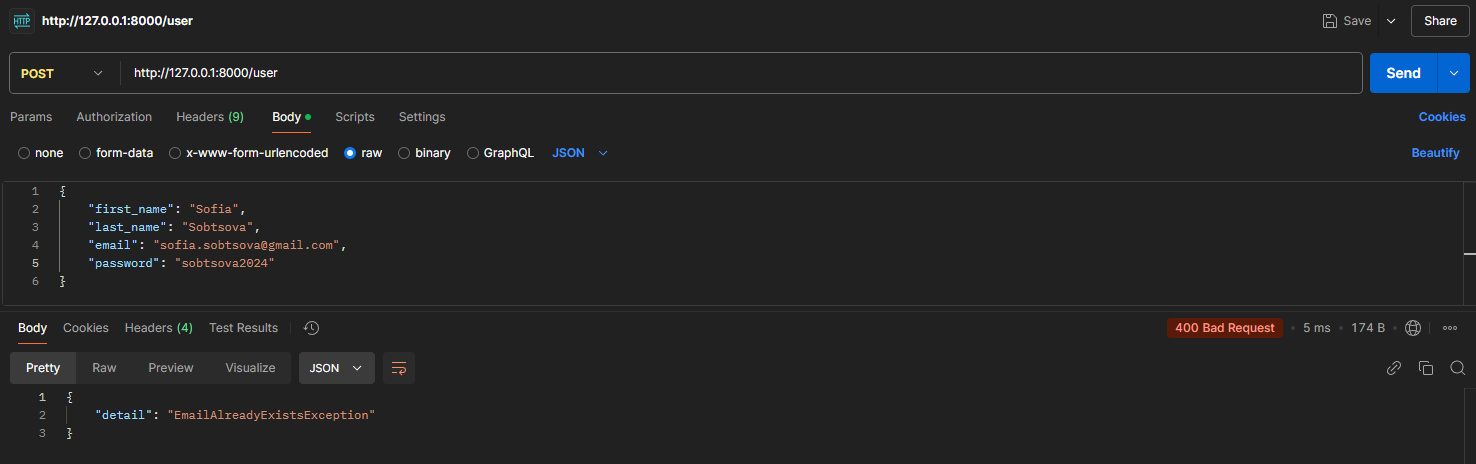 HTTP http://127.0.0.1:8000/user Save Share
POST http://127.0.0.1:8000/user Send
Params Authorization Headers (9) Body Scripts Settings Cookies
none form-data x-www-form-urlencoded raw binary GraphQL JSON Beautify
1 {
2 "first_name": "Sofia",
3 "last_name": "Sobtsova",
4 "email": "sofia.sobtsova@gmail.com",
5 "password": "sobtsova2024"
6 }
Body Cookies Headers (4) Test Results 400 Bad Request 5 ms 174 B
Pretty Raw Preview Visualize JSON
1 {
2 "detail": "EmailAlreadyExistsException"
3 }